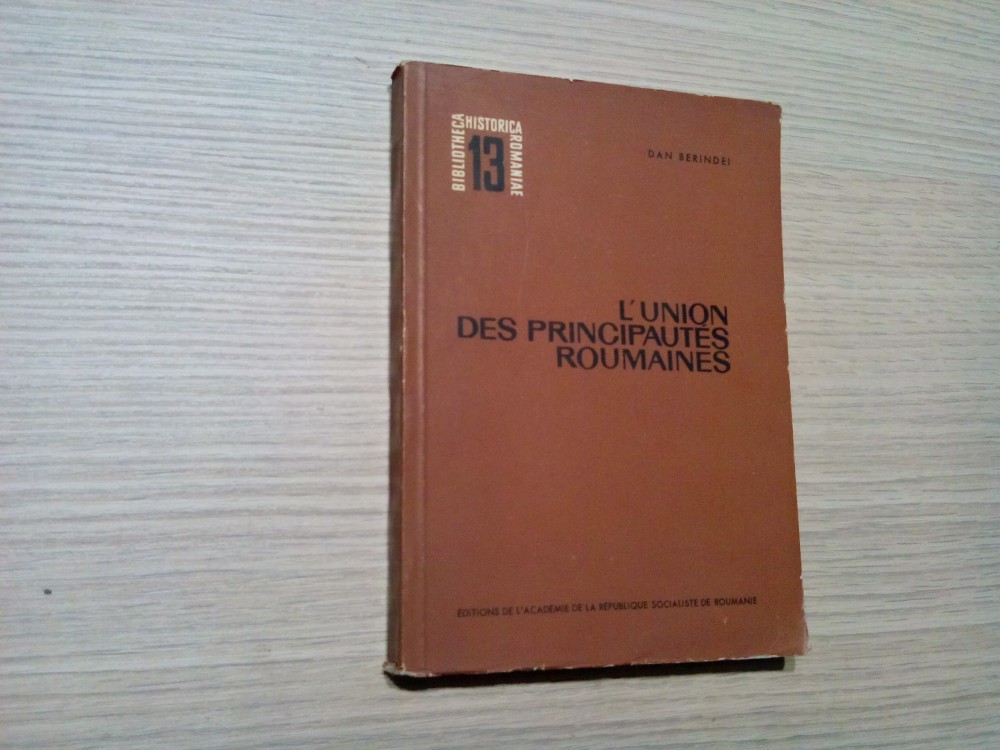 BIBLIOTHECA
HISTORICA
ROMANIAE
13
DAN BERINDEI
L'UNION
DES PRINCIPAUTÉS
ROUMAINES
ÉDITIONS DE L'ACADÉMIE DE LA RÉPUBLIQUE SOCIALISTE DE ROUMANIE